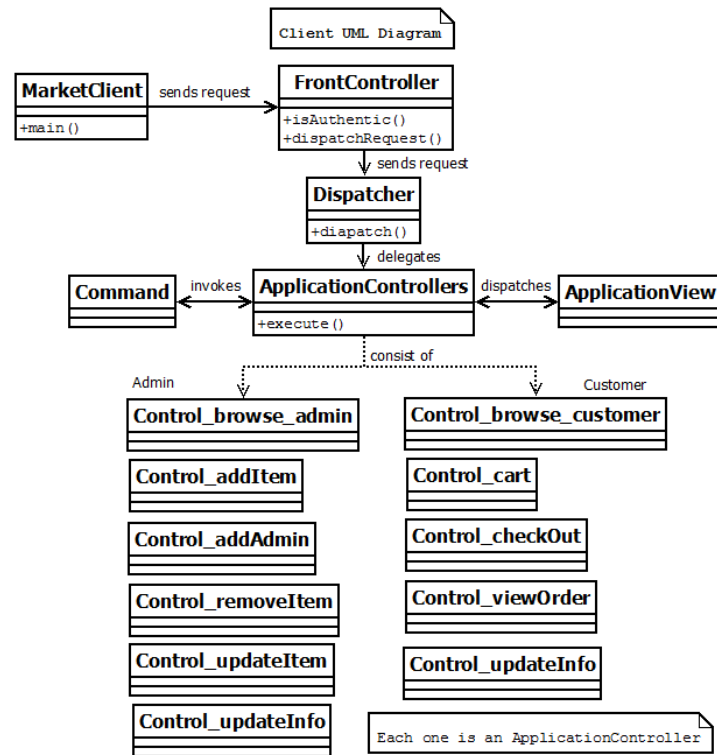 Client UML Diagram
MarketClient
+main()
sends request
FrontController
+isAuthentic()
+dispatchRequest()
sends request
Dispatcher
+diapatch()
delegates
Command
invokes
ApplicationControllers
+execute()
dispatches
ApplicationView
consist of
Admin
Customer
Control_browse_admin
Control_browse_customer
Control_addItem
Control_cart
Control_addAdmin
Control_checkOut
Control_removeItem
Control_viewOrder
Control_updateItem
Control_updateInfo
Control_updateInfo
Each one is an ApplicationController